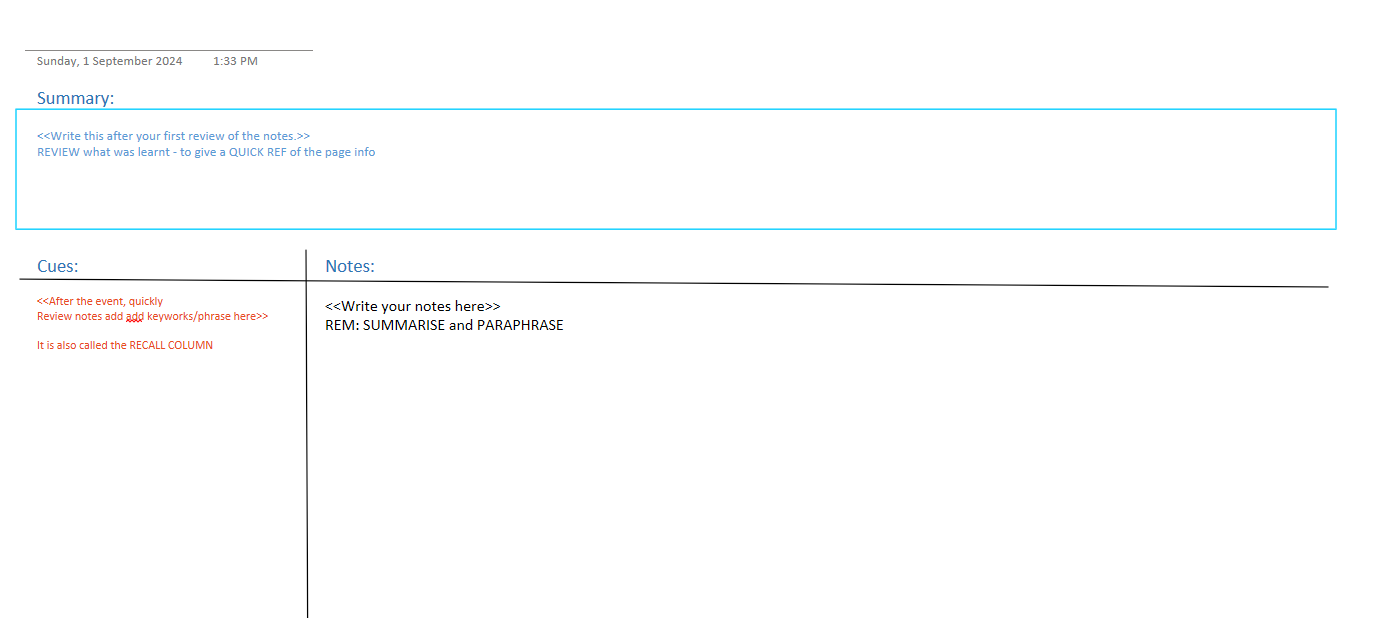 Sunday, 1 September 2024 1:33 PM
Summary:
<<Write this after your first review of the notes.>>
REVIEW what was learnt - to give a QUICK REF of the page info
Cues:
<<After the event, quickly
Review notes add add keyworks/phrase here>>
It is also called the RECALL COLUMN
Notes:
<<Write your notes here>>
REM: SUMMARISE and PARAPHRASE